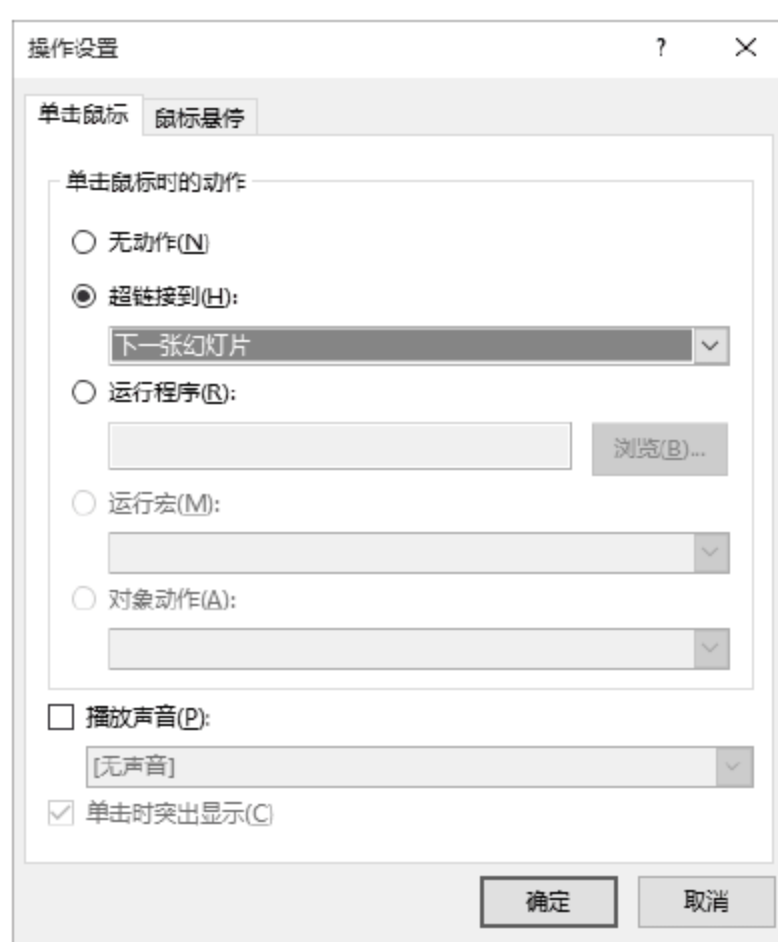 操作设置 ?
单击鼠标 鼠标悬停
单击鼠标时的动作
无动作(N)
超链接到(H):
下一张幻灯片
运行程序(R):
浏览(B)...
运行宏(M):
对象动作(A):
播放声音(P):
[无声音]
单击时突出显示(C)
确定 取消